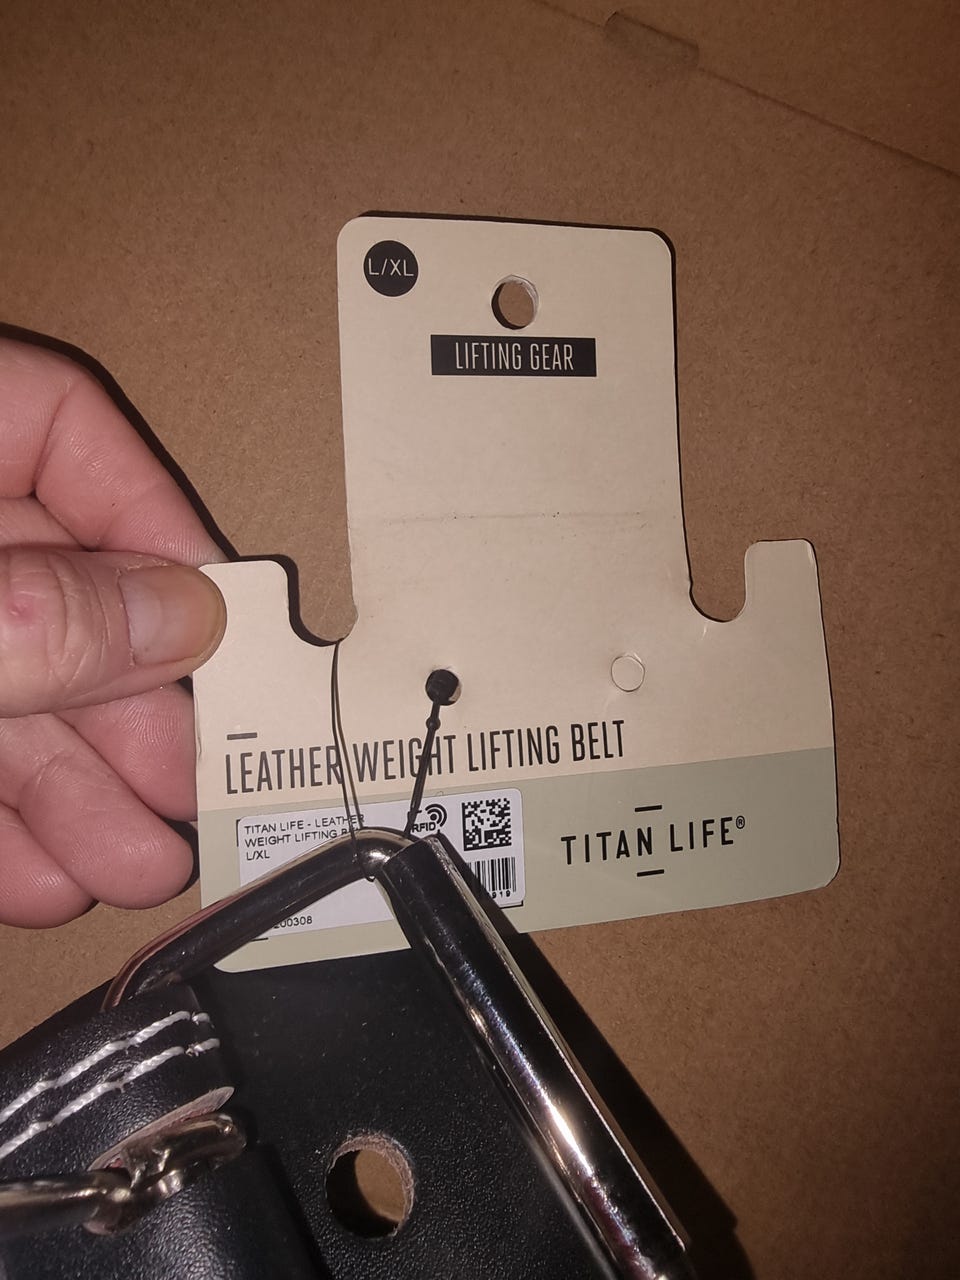 L/XL
LIFTING GEAR
LEATHER WEIGHT LIFTING BELT
TITAN LIFE - LEATHER
WEIGHT LIFTING
L/XL
RFID
TITAN LIFE®